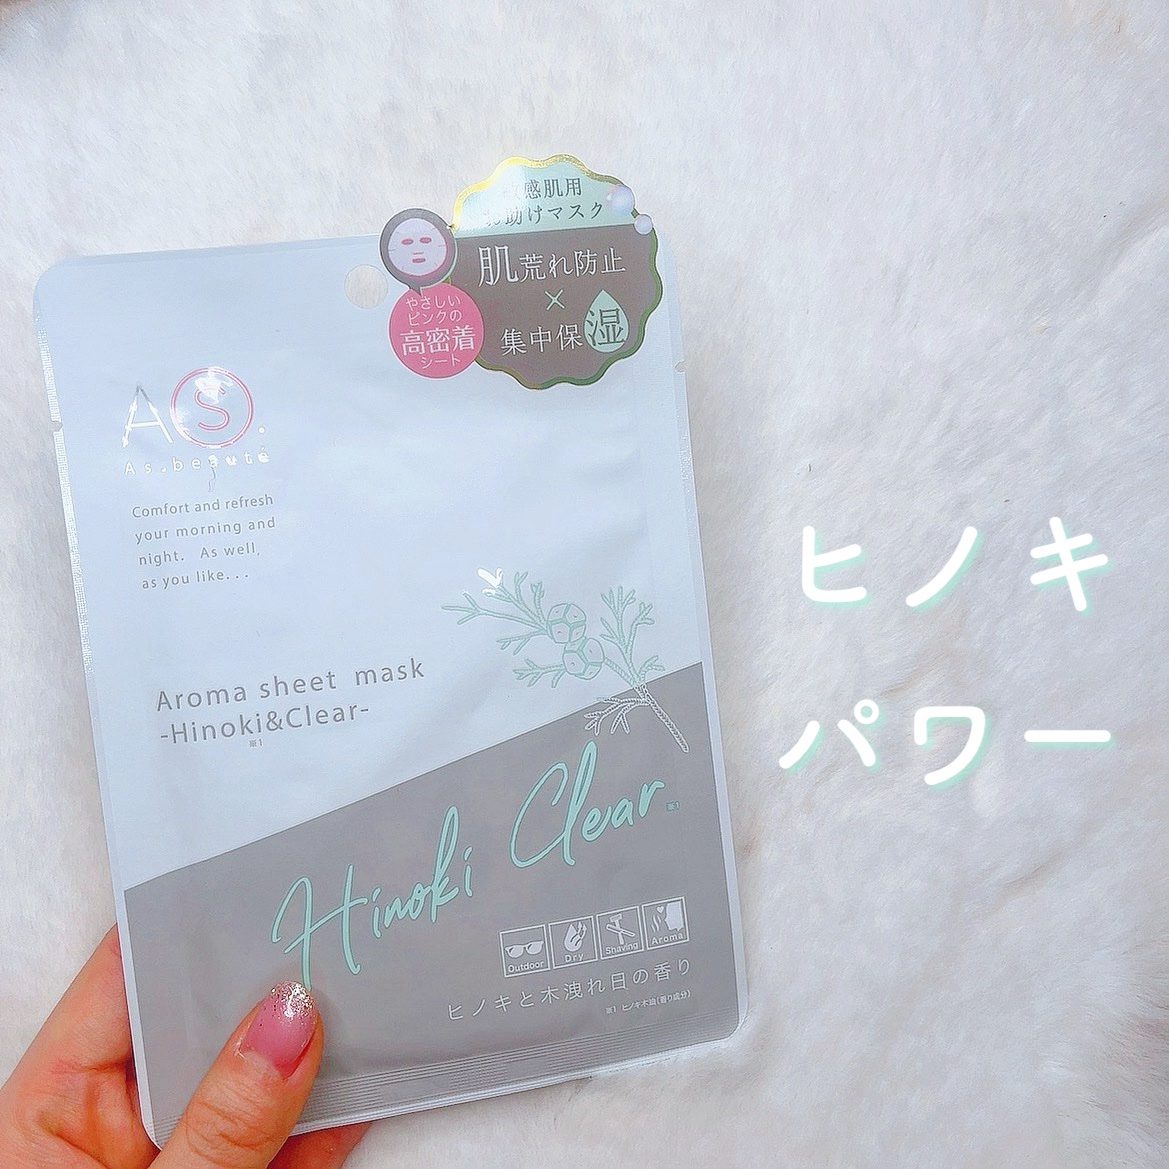 敏感肌用
お助けマスク
肌荒れ防止
×
集中保湿
やさしい
ピンクの
高密着
シート
AS.
As.beauté
Comfort and refresh
your morning and
night. As well,
as you like...
Aroma sheet mask
-Hinoki&Clear-
※1
Hinoki Clear ※1
Outdoor
Dry
Shaving
Aroma
ヒノキと木洩れ日の香り
※1 ヒノキ木油(香り成分)
ヒノキ
パワー